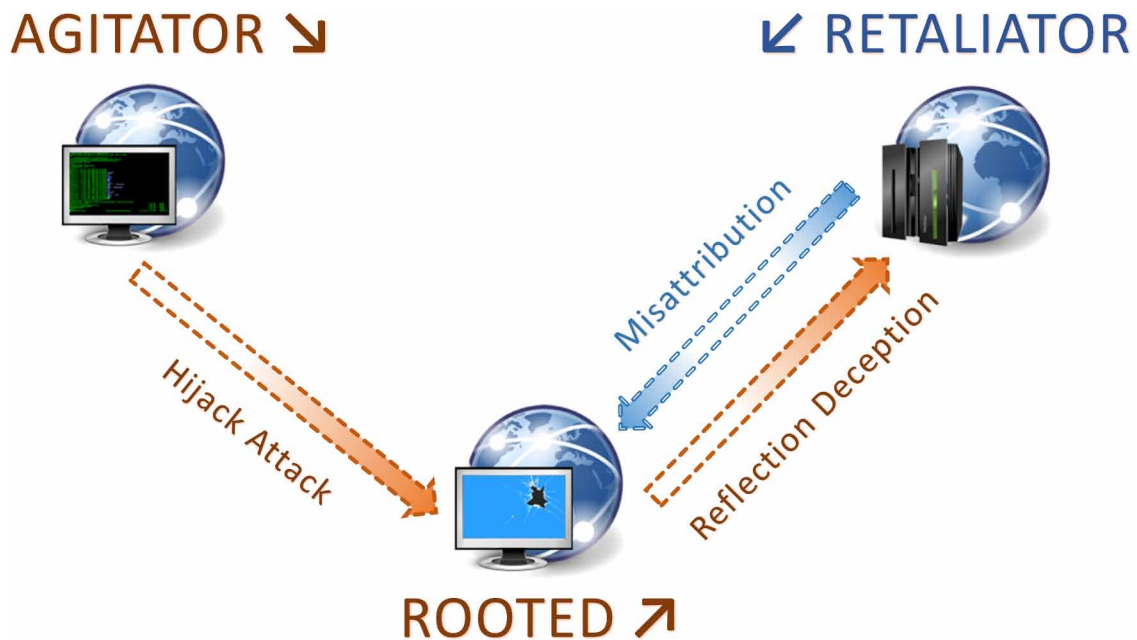 AGITATOR ↘
↙ RETALIATOR
Misattribution
Hijack Attack
Reflection Deception
ROOTED ↗